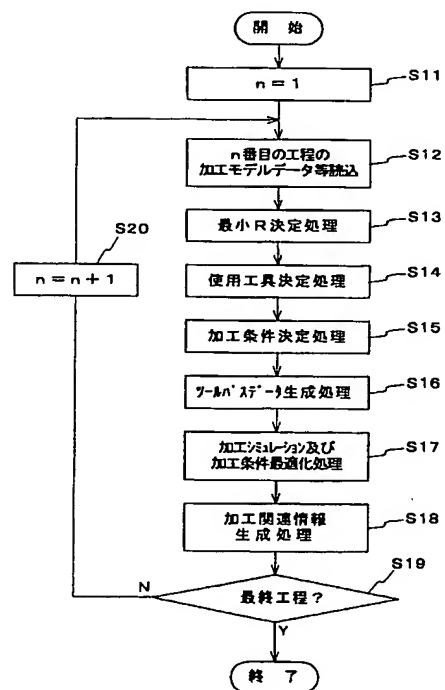 開 始
n = 1
S11
n番目の工程の
加工モデルデータ等読込
S12
最小R決定処理
S13
使用工具決定処理
S14
加工条件決定処理
S15
ツールパスデータ生成処理
S16
加工シミュレーション及び
加工条件最適化処理
S17
加工関連情報
生成処理
S18
最終工程?
S19
N
Y
n = n + 1
S20
終 了